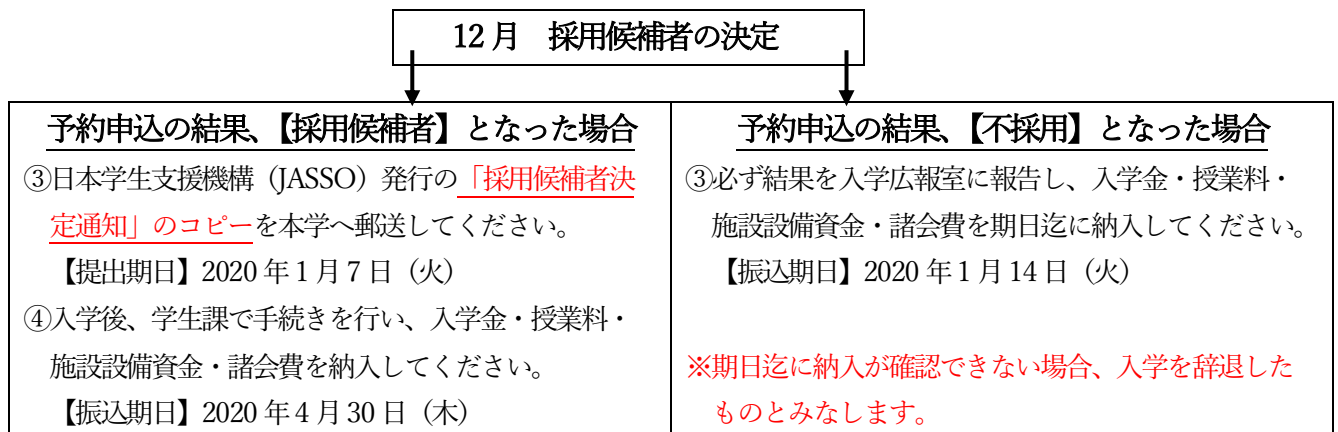 12月　採用候補者の決定
予約申込の結果、【採用候補者】となった場合
③日本学生支援機構（JASSO）発行の「採用候補者決
定通知」のコピーを本学へ郵送してください。
【提出期日】2020年1月7日（火）
④入学後、学生課で手続きを行い、入学金・授業料・
施設設備資金・諸会費を納入してください。
【振込期日】2020年4月30日（木）
予約申込の結果、【不採用】となった場合
③必ず結果を入学広報室に報告し、入学金・授業料・
施設設備資金・諸会費を期日迄に納入してください。
【振込期日】2020年1月14日（火）
※期日迄に納入が確認できない場合、入学を辞退した
ものとみなします。